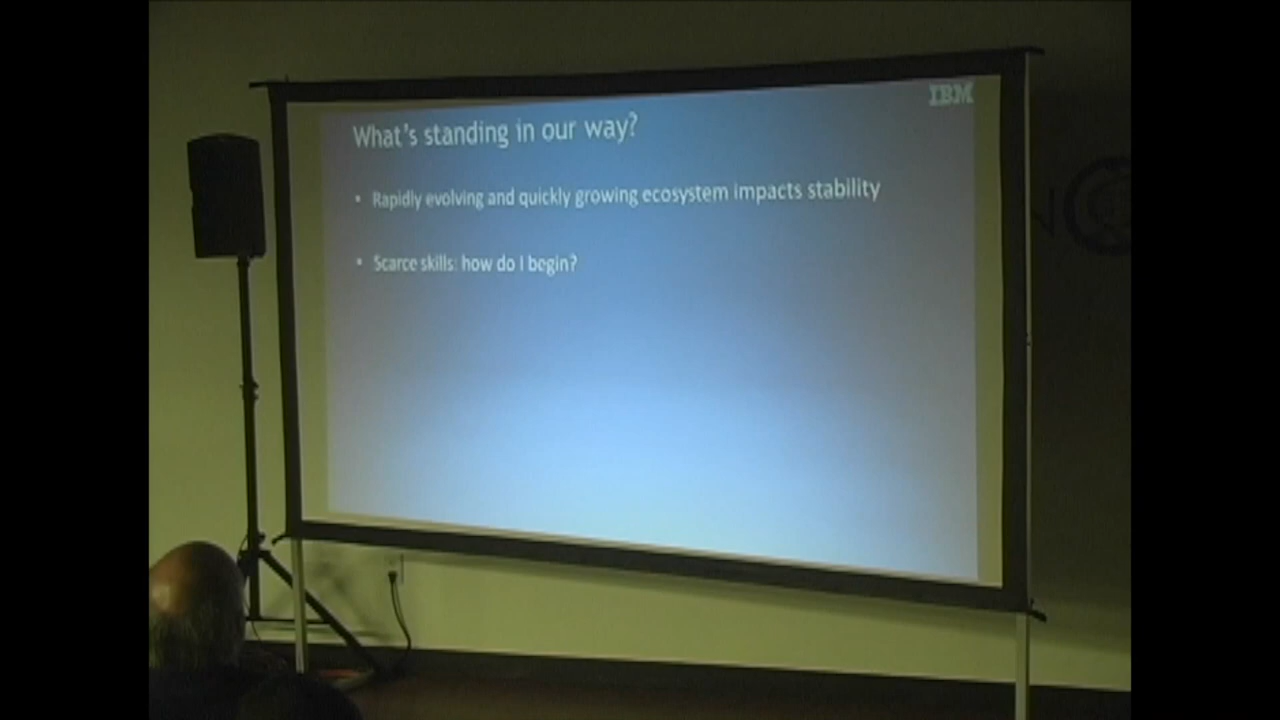 IBM
What's standing in our way?
• Rapidly evolving and quickly growing ecosystem impacts stability
• Scarce skills: how do I begin?